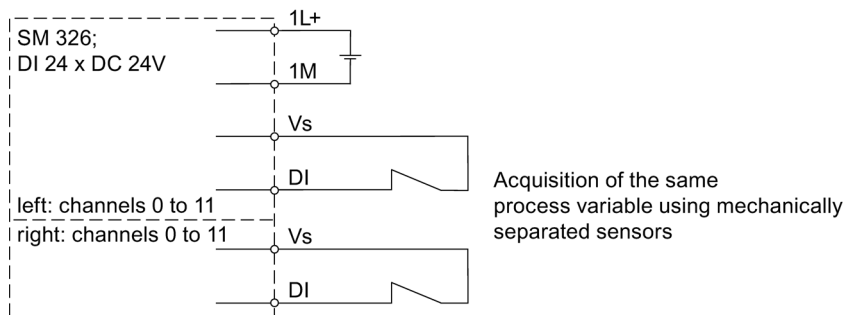 1L+
SM 326;
DI 24 x DC 24V
1M
Vs
DI
left: channels 0 to 11
right: channels 0 to 11
Vs
DI
Acquisition of the same
process variable using mechanically
separated sensors